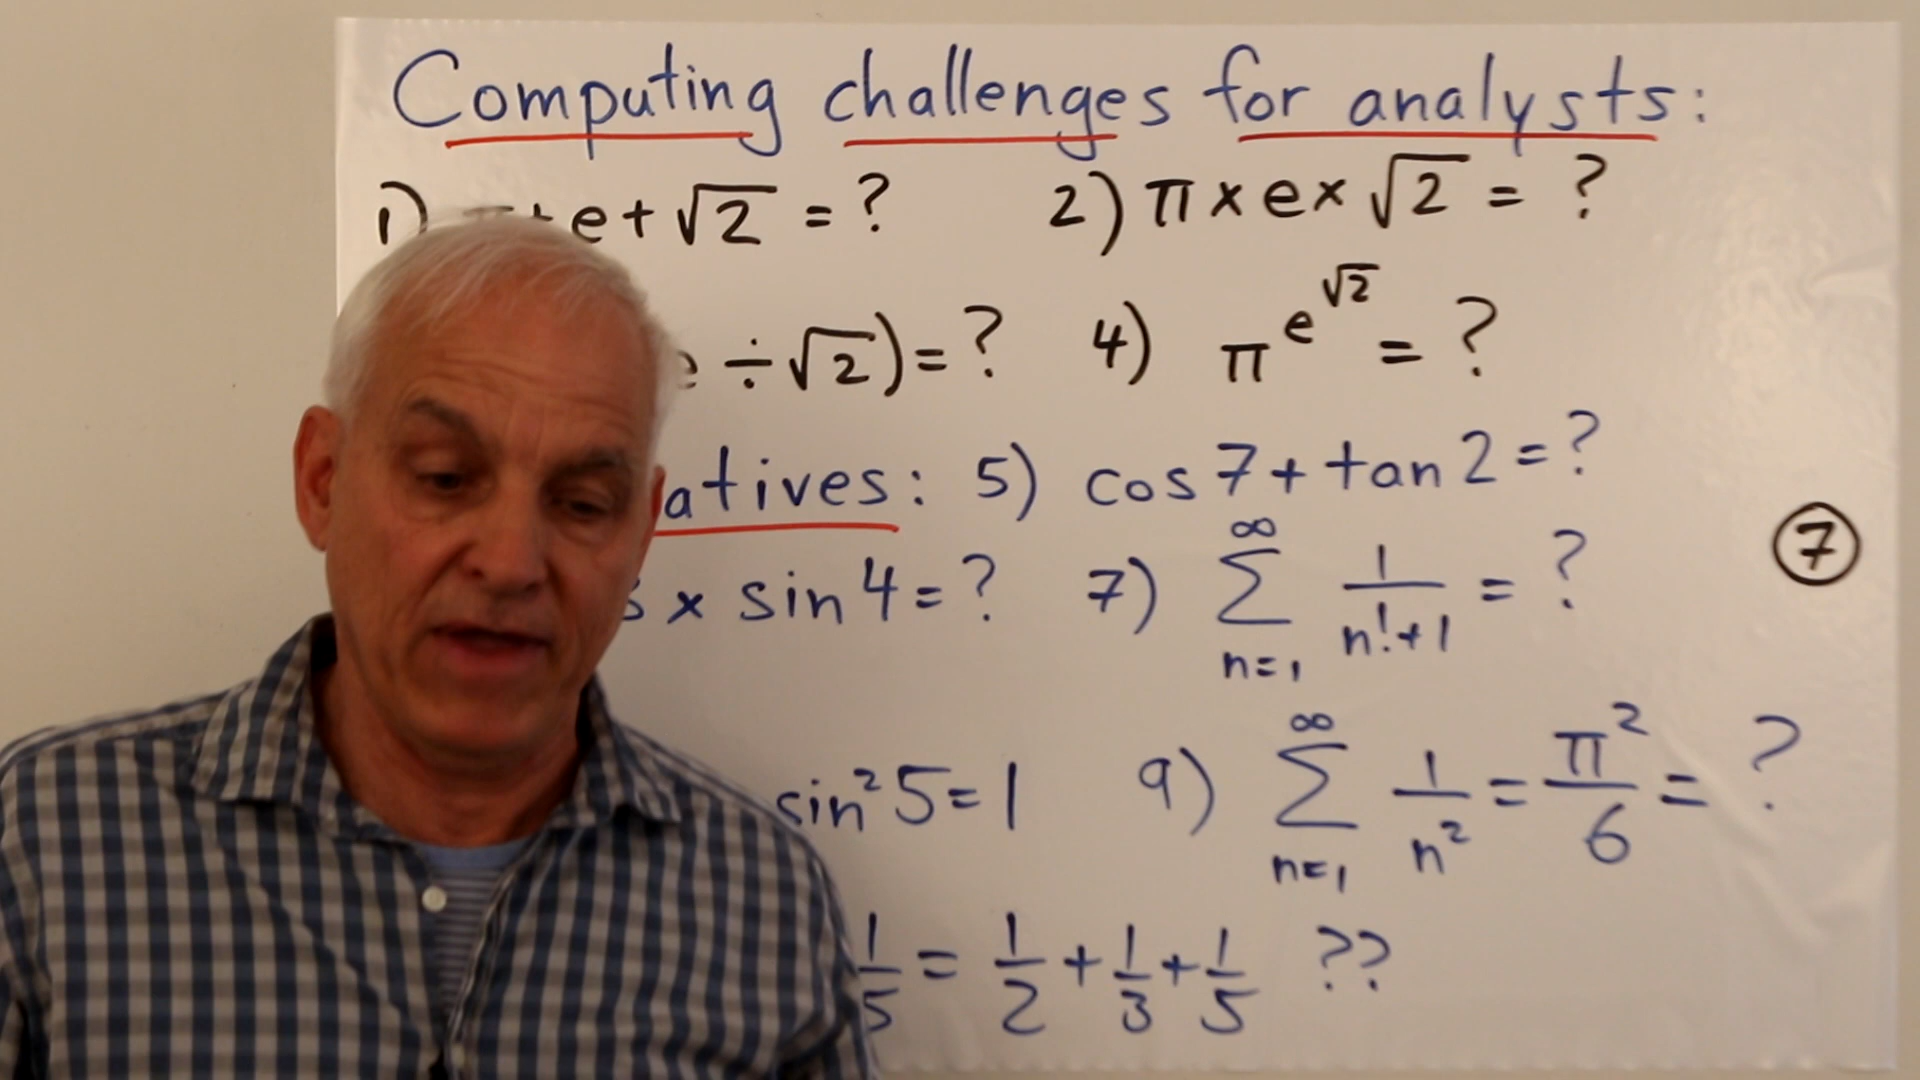 Computing challenges for analysts:
1) + e + √2 = ? 2) π × e × √2 = ?
÷ √2) = ? 4) π^e^√2 = ?
atives: 5) cos 7 + tan 2 = ?
× sin 4 = ? 7) ∑ n=1 ∞ 1/(n!+1) = ?
7
sin² 5 = 1 9) ∑ n=1 ∞ 1/n² = π²/6 = ?
1/5 = 1/2 + 1/3 + 1/5 ??